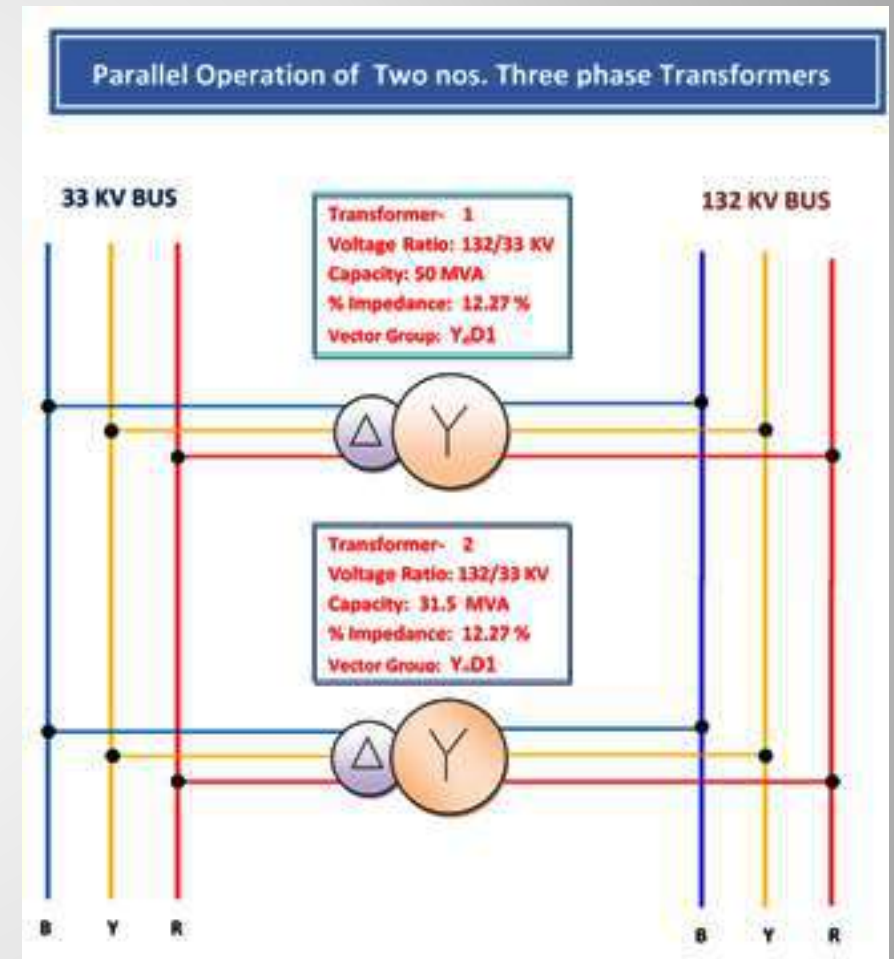 Parallel Operation of Two nos. Three phase Transformers
33 KV BUS
132 KV BUS
Transformer- 1
Voltage Ratio: 132/33 KV
Capacity: 50 MVA
% Impedance: 12.27 %
Vector Group: YₙD1
Δ Y
Transformer- 2
Voltage Ratio: 132/33 KV
Capacity: 31.5 MVA
% Impedance: 12.27 %
Vector Group: YₙD1
Δ Y
B Y R
B Y R